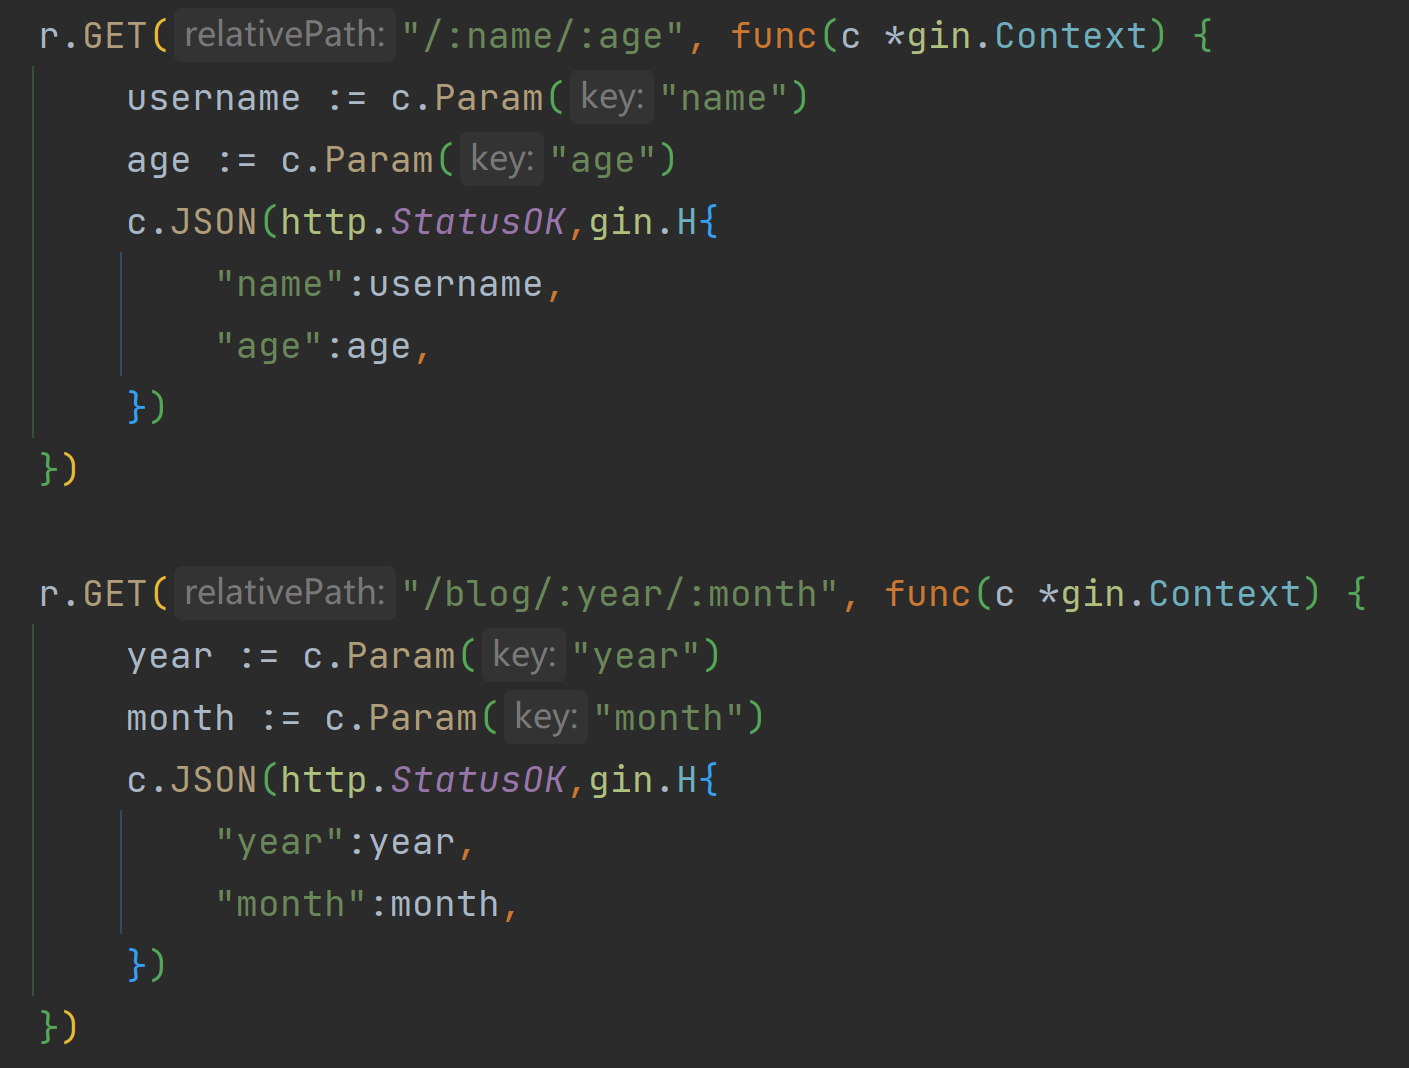 r.GET( relativePath: "/:name/:age", func(c *gin.Context) {
username := c.Param( key: "name")
age := c.Param( key: "age")
c.JSON(http.StatusOK,gin.H{
"name":username,
"age":age,
})
})
r.GET( relativePath: "/blog/:year/:month", func(c *gin.Context) {
year := c.Param( key: "year")
month := c.Param( key: "month")
c.JSON(http.StatusOK,gin.H{
"year":year,
"month":month,
})
})